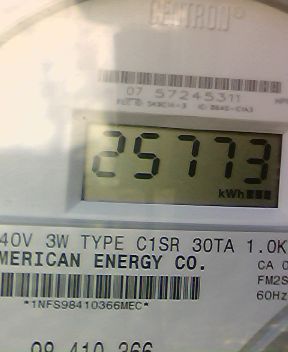 CENTRON®
07 57245311
25773
kWh
40V 3W TYPE C1SR 30TA 1.0K
MERICAN ENERGY CO. CA 0
FM2S
*1NFS98410366MEC* 60Hz
98 410 366